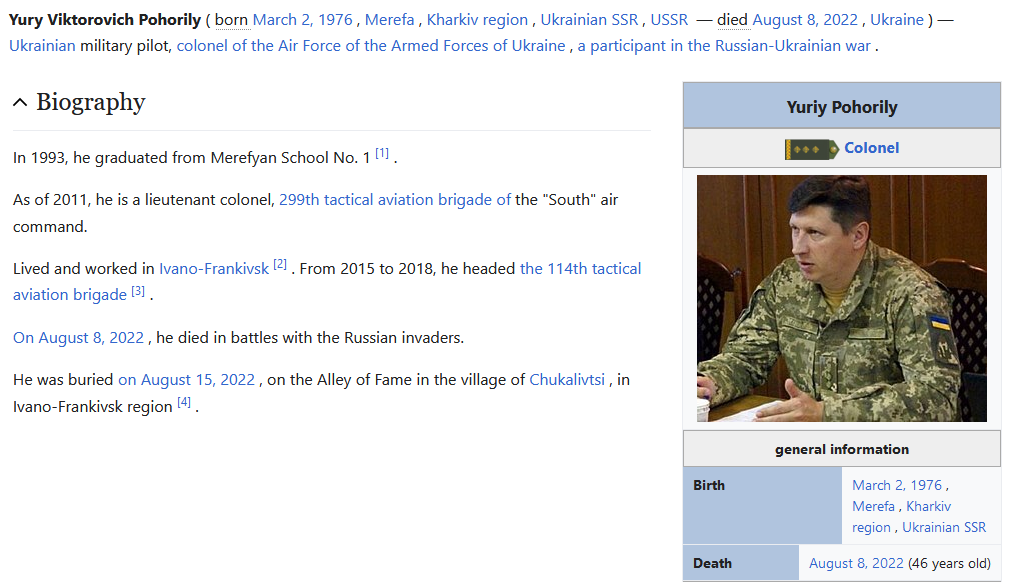 Yury Viktorovich Pohorily ( born March 2, 1976 , Merefa , Kharkiv region , Ukrainian SSR , USSR — died August 8, 2022 , Ukraine ) —
Ukrainian military pilot, colonel of the Air Force of the Armed Forces of Ukraine , a participant in the Russian-Ukrainian war .
Biography
In 1993, he graduated from Merefyan School No. 1 [1] .
As of 2011, he is a lieutenant colonel, 299th tactical aviation brigade of the "South" air
command.
Lived and worked in Ivano-Frankivsk [2] . From 2015 to 2018, he headed the 114th tactical
aviation brigade [3] .
On August 8, 2022 , he died in battles with the Russian invaders.
He was buried on August 15, 2022 , on the Alley of Fame in the village of Chukalivtsi , in
Ivano-Frankivsk region [4] .
Yuriy Pohorily
Colonel
general information
Birth
March 2, 1976 ,
Merefa , Kharkiv
region , Ukrainian SSR
Death
August 8, 2022 (46 years old)